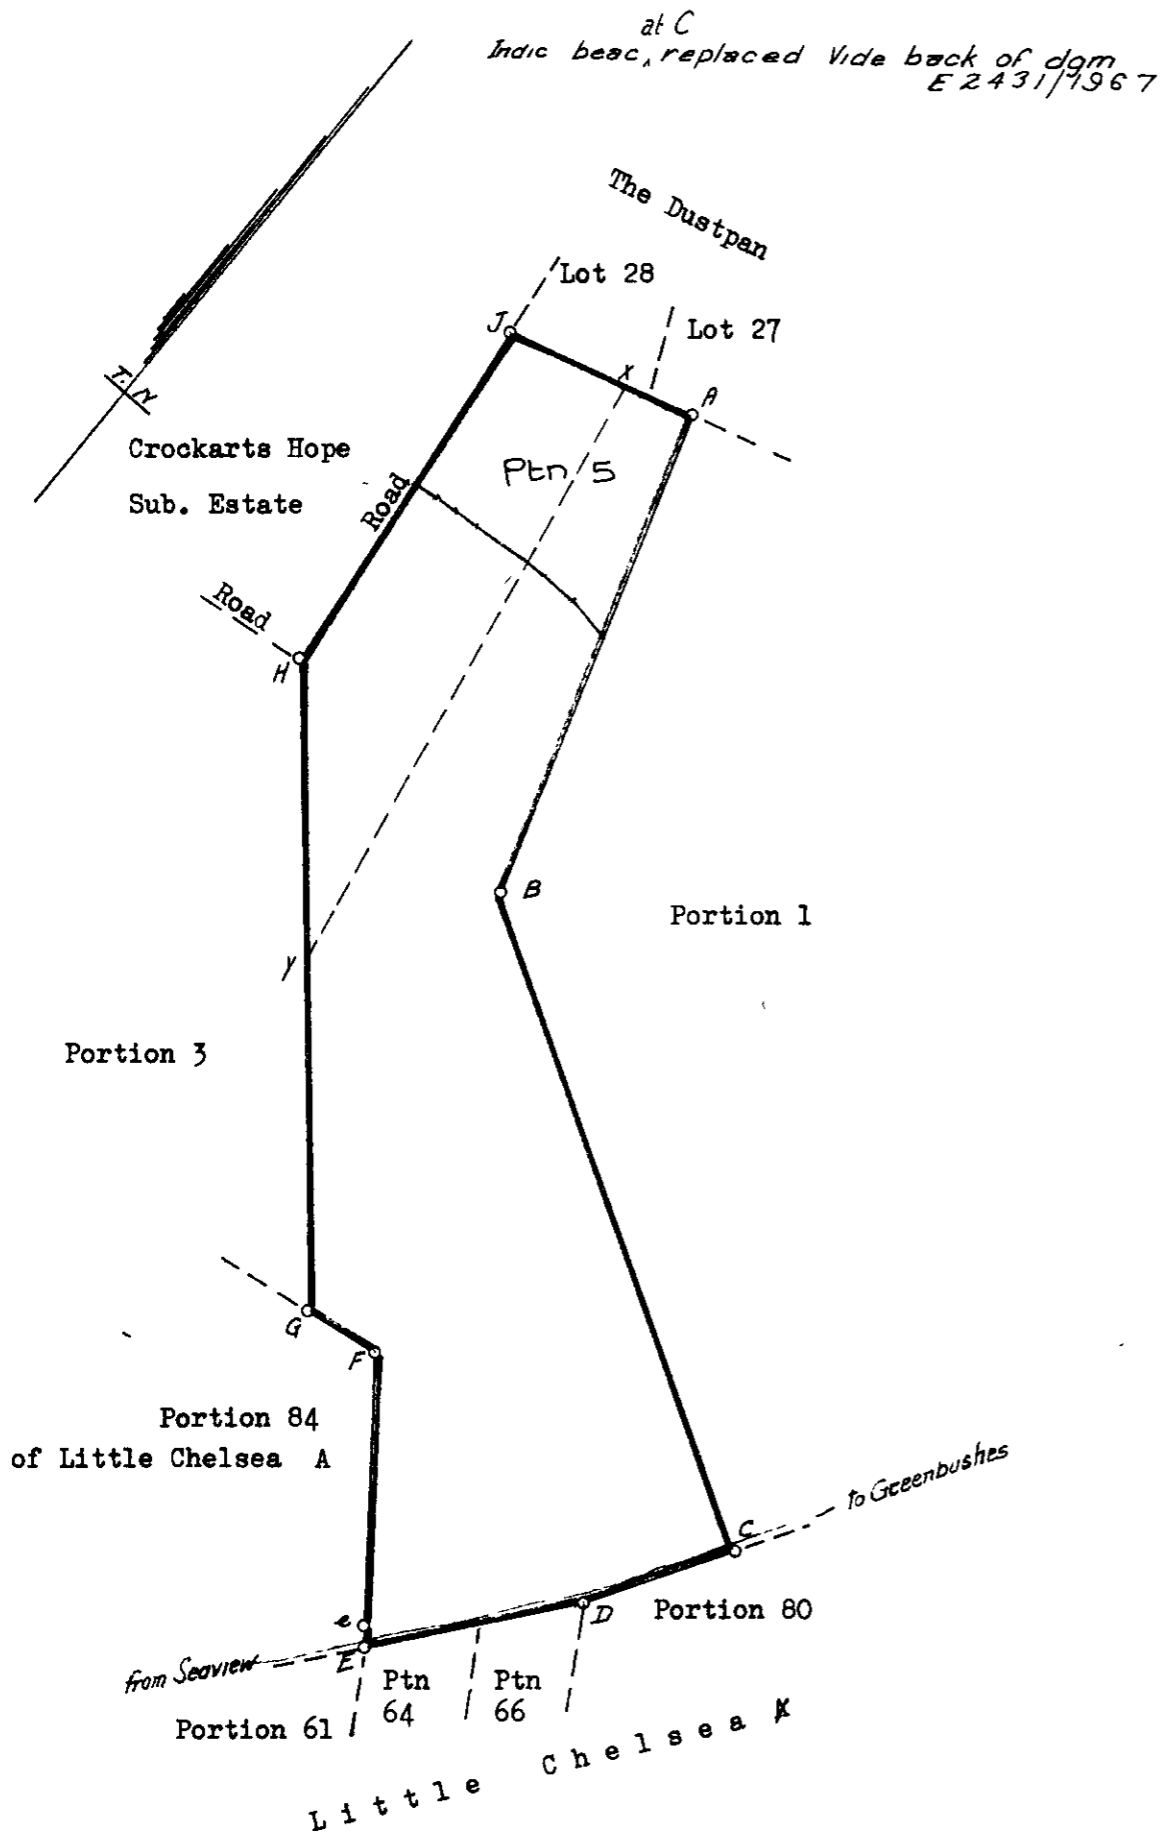 at C
Indic beac ‸ replaced Vide back of dgm
E 2431/1967
The Dustpan
Lot 28
J
Lot 27
X
A
T. N
Crockarts Hope
Sub. Estate
Ptn 5
Road
Road
H
B
Portion 1
Y
Portion 3
G
F
Portion 84
of Little Chelsea A
to Greenbushes
C
e
D
Portion 80
E
from Seaview
Ptn
64
Ptn
66
Portion 61
Little Chelsea